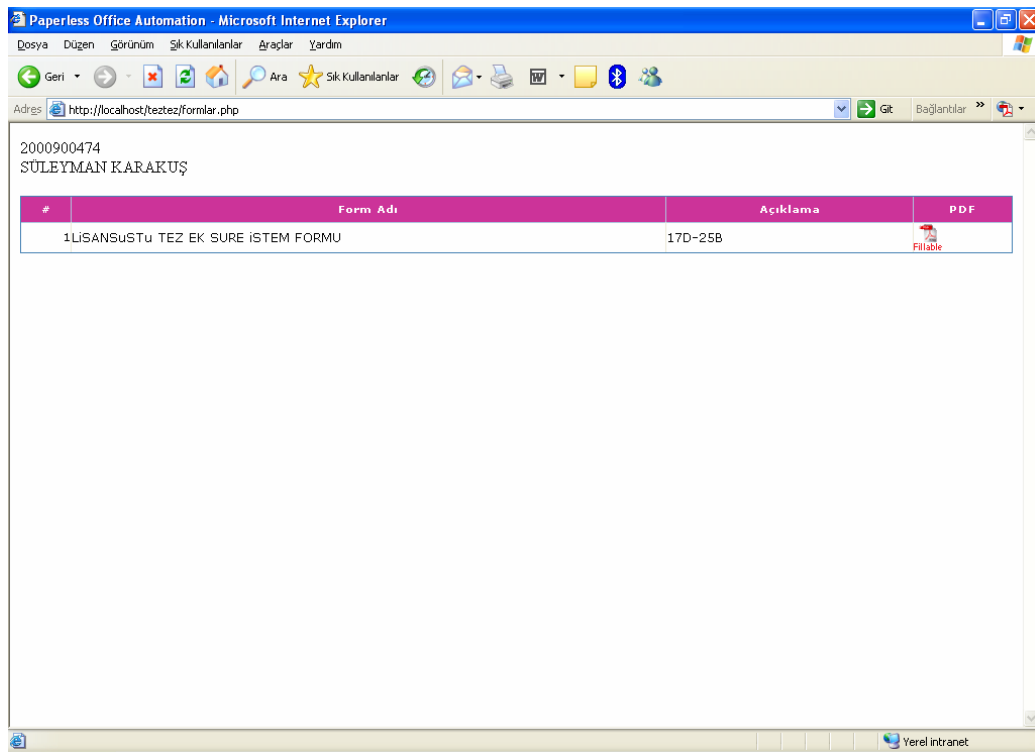 Paperless Office Automation - Microsoft Internet Explorer
Dosya Düzen Görünüm Sık Kullanılanlar Araçlar Yardım
Geri Ara Sık Kullanılanlar
Adres http://localhost/teztez/formlar.php Git Bağlantılar »
2000900474
SÜLEYMAN KARAKUŞ
# Form Adı Açıklama PDF
1 LiSANSuSTu TEZ EK SURE iSTEM FORMU 17D-25B Fillable
Yerel intranet